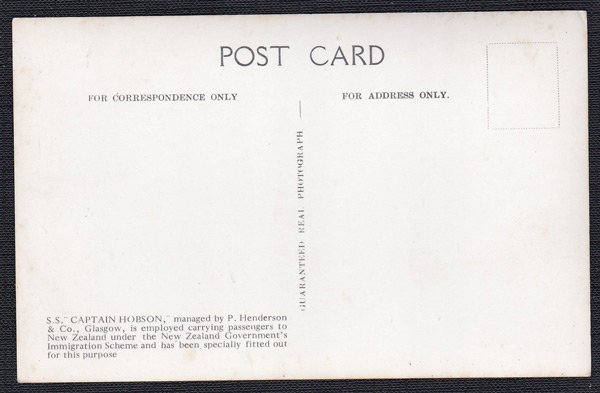 POST CARD
FOR CORRESPONDENCE ONLY
FOR ADDRESS ONLY.
GUARANTEED REAL PHOTOGRAPH
S.S. "CAPTAIN HOBSON," managed by P. Henderson
& Co., Glasgow, is employed carrying passengers to
New Zealand under the New Zealand Government's
Immigration Scheme and has been specially fitted out
for this purpose